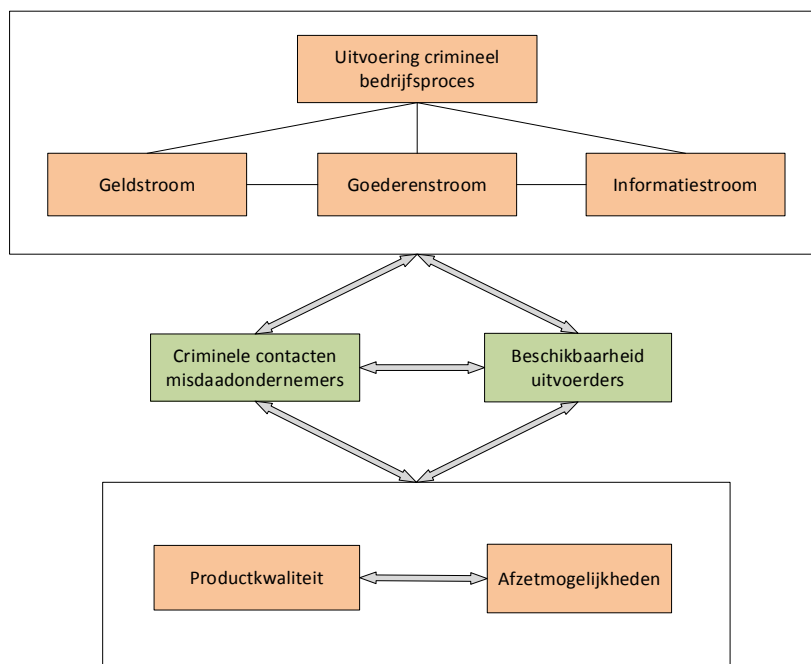 Uitvoering crimineel
bedrijfsproces
Geldstroom
Goederenstroom
Informatiestroom
Criminele contacten
misdaadondernemers
Beschikbaarheid
uitvoerders
Productkwaliteit
Afzetmogelijkheden